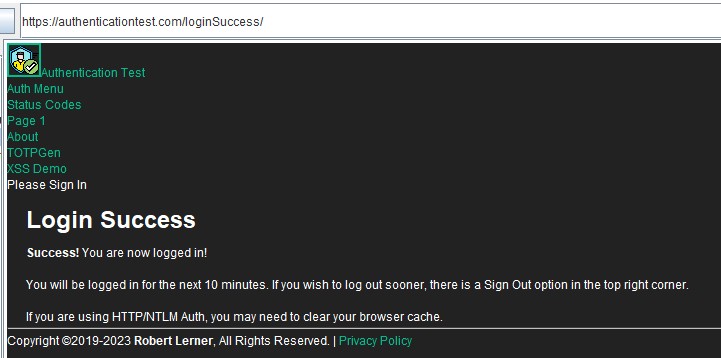 https://authenticationtest.com/loginSuccess/
Authentication Test
Auth Menu
Status Codes
Page 1
About
TOTPGen
XSS Demo
Please Sign In
Login Success
Success! You are now logged in!
You will be logged in for the next 10 minutes. If you wish to log out sooner, there is a Sign Out option in the top right corner.
If you are using HTTP/NTLM Auth, you may need to clear your browser cache.
Copyright ©2019-2023 Robert Lerner, All Rights Reserved. | Privacy Policy